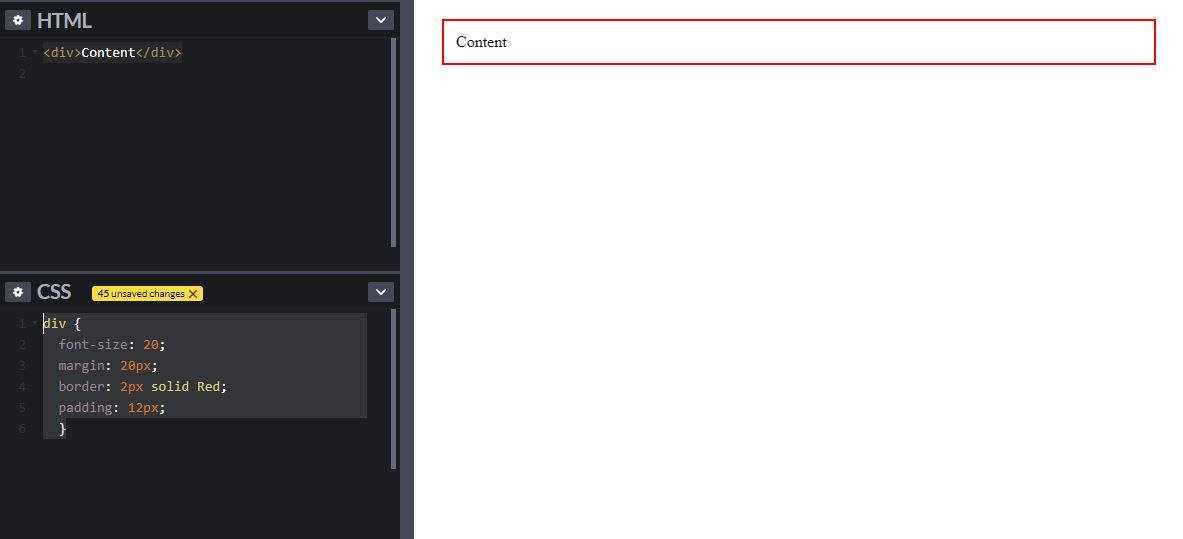 HTML
1 <div>Content</div>
2
CSS 45 unsaved changes
1 div {
2 font-size: 20;
3 margin: 20px;
4 border: 2px solid Red;
5 padding: 12px;
6 }
Content